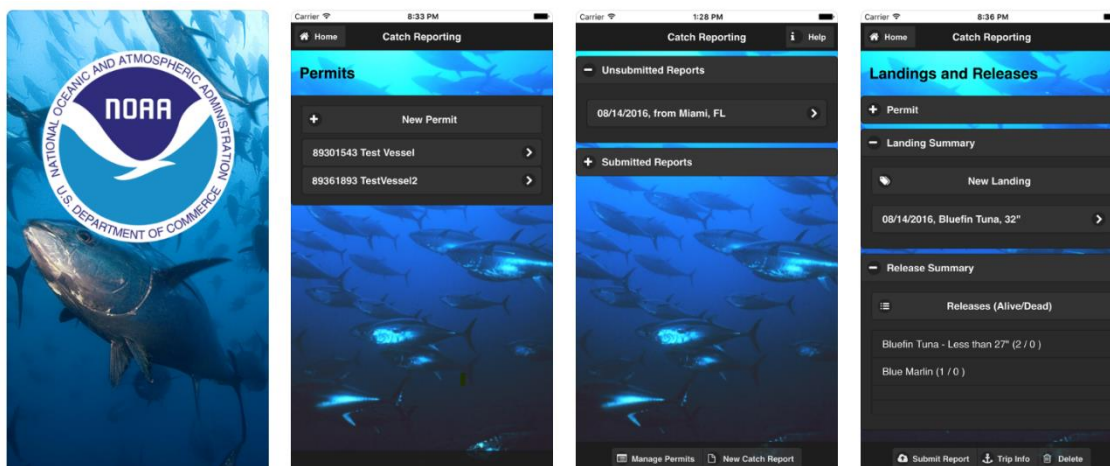 NATIONAL OCEANIC AND ATMOSPHERIC ADMINISTRATION
NOAA
U.S. DEPARTMENT OF COMMERCE
Carrier 8:33 PM
Home Catch Reporting
Permits
New Permit
89301543 Test Vessel
89361893 TestVessel2
Carrier 1:28 PM
Catch Reporting i Help
Unsubmitted Reports
08/14/2016, from Miami, FL
Submitted Reports
Manage Permits New Catch Report
Carrier 8:36 PM
Home Catch Reporting
Landings and Releases
Permit
Landing Summary
New Landing
08/14/2016, Bluefin Tuna, 32"
Release Summary
Releases (Alive/Dead)
Bluefin Tuna - Less than 27" (2 / 0 )
Blue Marlin (1 / 0 )
Submit Report Trip Info Delete